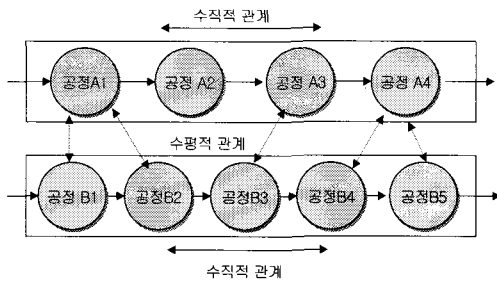 수직적 관계
공정A1 공정 A2 공정 A3 공정 A4
수평적 관계
공정 B1 공정B2 공정B3 공정B4 공정B5
수직적 관계